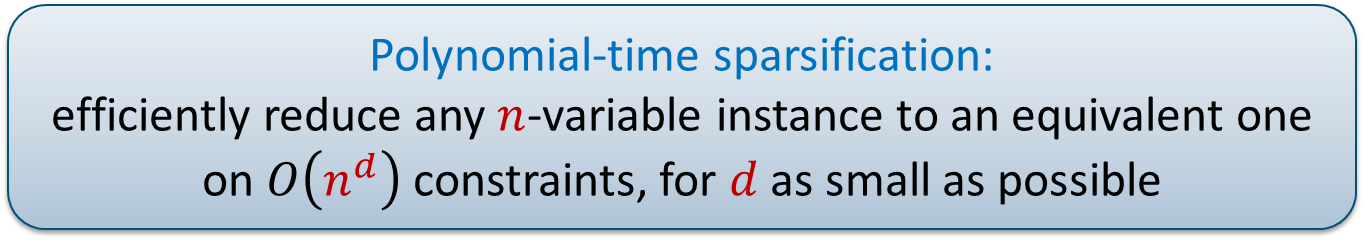 Polynomial-time sparsification:
efficiently reduce any n-variable instance to an equivalent one
on O(n^d) constraints, for d as small as possible